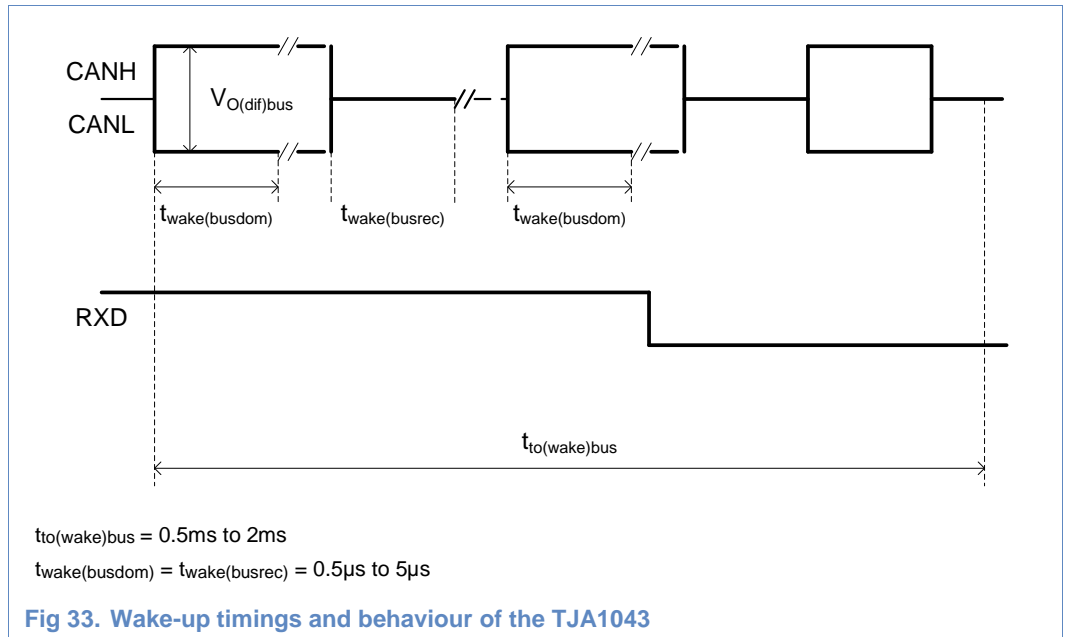 CANH
CANL
VO(dif)bus
twake(busdom)
twake(busrec)
twake(busdom)
RXD
tto(wake)bus
tto(wake)bus = 0.5ms to 2ms
twake(busdom) = twake(busrec) = 0.5µs to 5µs
Fig 33. Wake-up timings and behaviour of the TJA1043